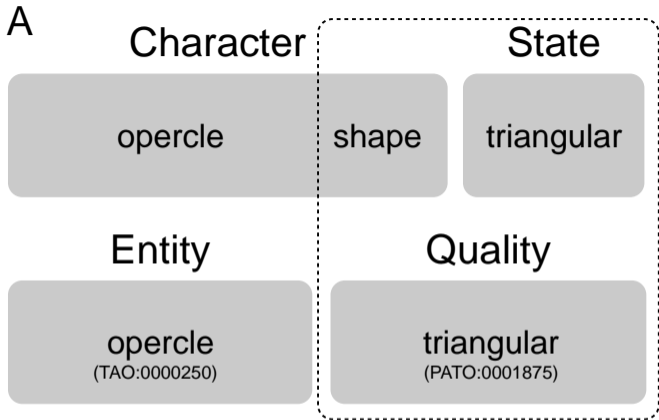 A
Character State
opercle shape triangular
Entity Quality
opercle triangular
(TAO:0000250) (PATO:0001875)